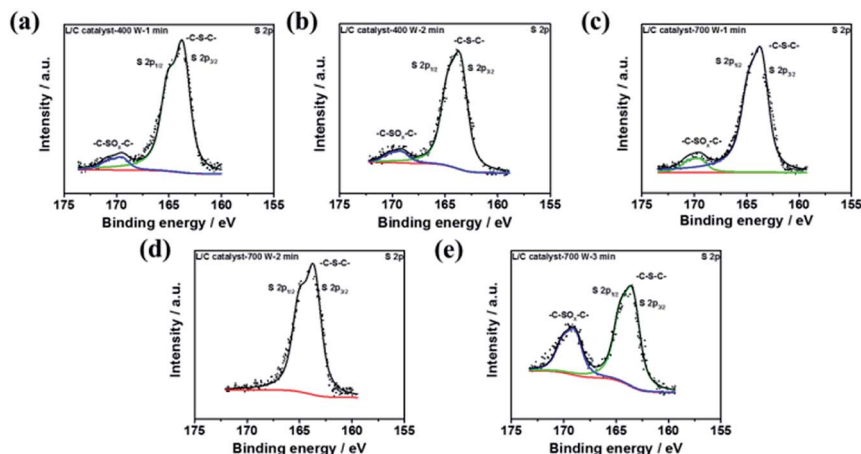 (a)
L/C catalyst-400 W-1 min S 2p
-C-S-C-
S 2p1/2 S 2p3/2
-C-SOx-C-
Intensity / a.u.
175 170 165 160 155
Binding energy / eV
(b)
L/C catalyst-400 W-2 min S 2p
-C-S-C-
S 2p1/2 S 2p3/2
-C-SOx-C-
Intensity / a.u.
175 170 165 160 155
Binding energy / eV
(c)
L/C catalyst-700 W-1 min S 2p
-C-S-C-
S 2p1/2 S 2p3/2
-C-SOx-C-
Intensity / a.u.
175 170 165 160 155
Binding energy / eV
(d)
L/C catalyst-700 W-2 min S 2p
-C-S-C-
S 2p1/2 S 2p3/2
Intensity / a.u.
175 170 165 160 155
Binding energy / eV
(e)
L/C catalyst-700 W-3 min S 2p
-C-S-C-
S 2p1/2 S 2p3/2
-C-SOx-C-
Intensity / a.u.
175 170 165 160 155
Binding energy / eV